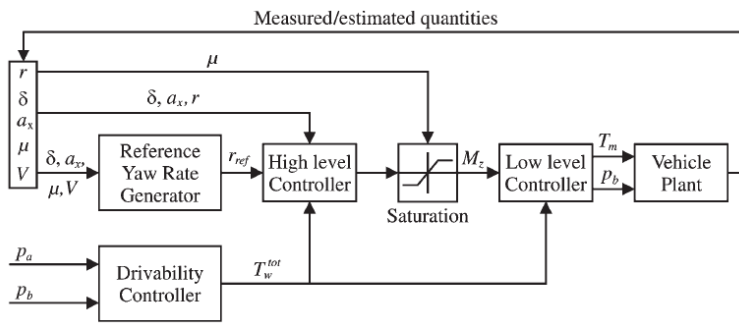 Measured/estimated quantities
r
δ
a_x
μ
V
μ
δ, a_x, r
δ, a_x,
μ, V
Reference
Yaw Rate
Generator
r_ref
High level
Controller
Saturation
M_z
Low level
Controller
T_m
p_b
Vehicle
Plant
p_a
p_b
Drivability
Controller
T_w^tot